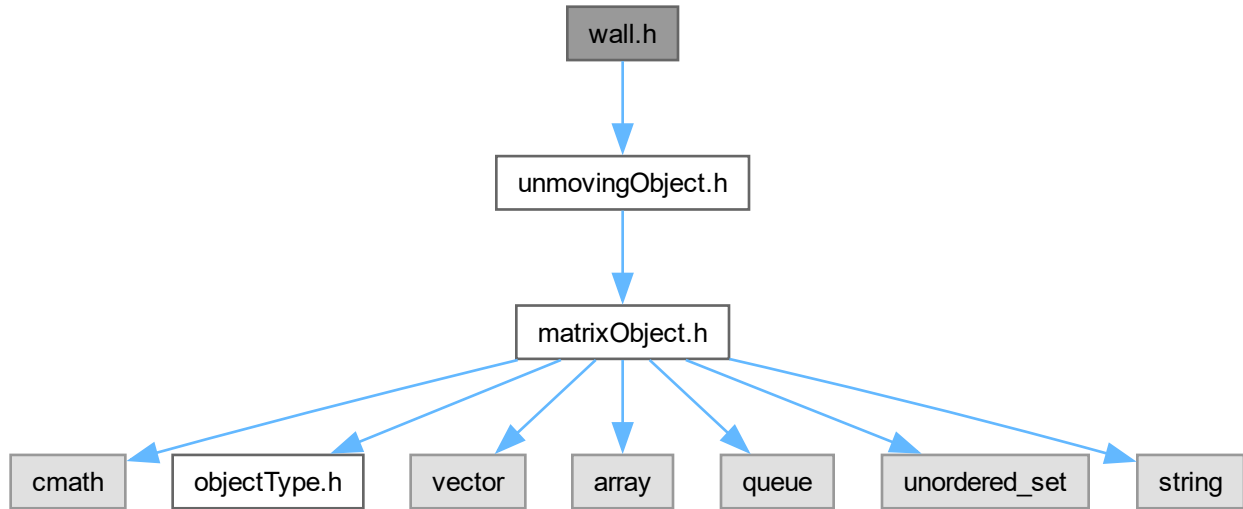 wall.h
unmovingObject.h
matrixObject.h
cmath
objectType.h
vector
array
queue
unordered_set
string